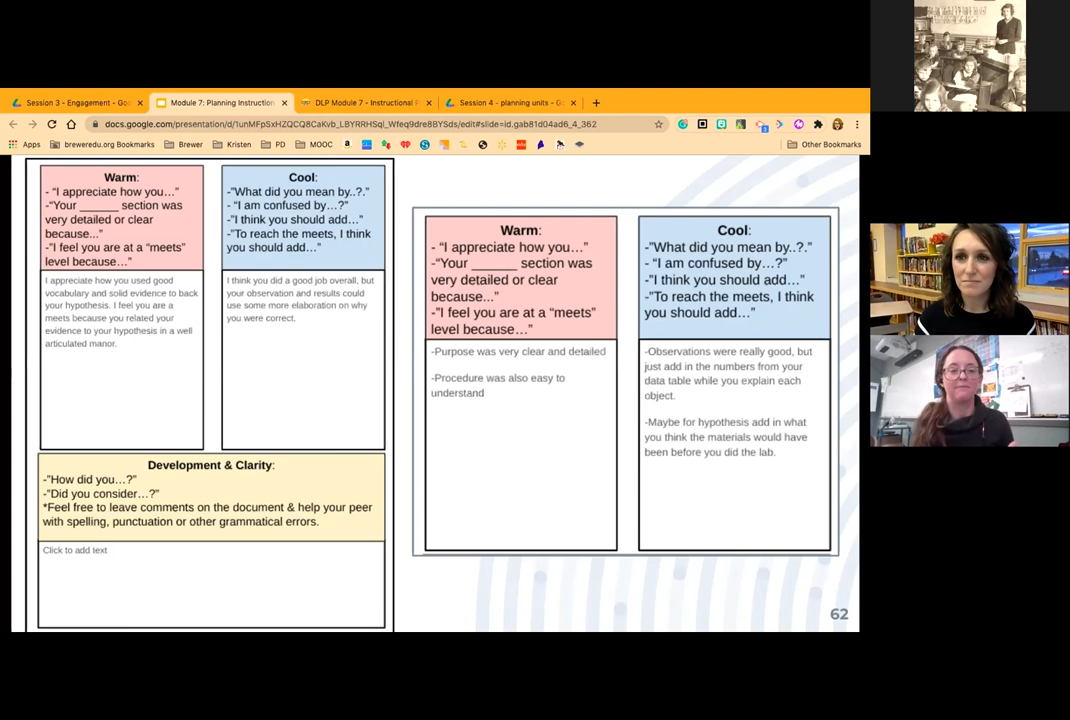 Session 3 - Engagement - Goo
Module 7: Planning Instruction
DLP Module 7 - Instructional P
Session 4 - planning units - Go
docs.google.com/presentation/d/1unMFpSxHZQCQ8CaKvb_LBYRRHSql_Wfeq9dre8BYSds/edit#slide=id.gab81d04ad6_4_362
Apps
breweredu.org Bookmarks
Brewer
Kristen
PD
MOOC
Other Bookmarks
Warm:
- "I appreciate how you…"
-"Your ______ section was
very detailed or clear
because..."
-"I feel you are at a "meets"
level because…"
Cool:
-"What did you mean by..?."
- "I am confused by…?"
-"I think you should add…"
-"To reach the meets, I think
you should add…"
I appreciate how you used good
vocabulary and solid evidence to back
your hypothesis. I feel you are a
meets because you related your
evidence to your hypothesis in a well
articulated manor.
I think you did a good job overall, but
your observation and results could
use some more elaboration on why
you were correct.
Development & Clarity:
-"How did you…?"
-"Did you consider…?"
*Feel free to leave comments on the document & help your peer
with spelling, punctuation or other grammatical errors.
Click to add text
Warm:
- "I appreciate how you…"
-"Your ______ section was
very detailed or clear
because..."
-"I feel you are at a "meets"
level because…"
Cool:
-"What did you mean by..?."
- "I am confused by…?"
-"I think you should add…"
-"To reach the meets, I think
you should add…"
-Purpose was very clear and detailed
-Procedure was also easy to
understand
-Observations were really good, but
just add in the numbers from your
data table while you explain each
object.
-Maybe for hypothesis add in what
you think the materials would have
been before you did the lab.
62